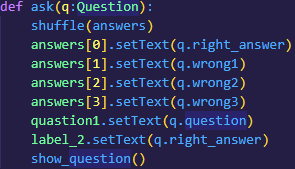 def ask(q:Question):
    shuffle(answers)
    answers[0].setText(q.right_answer)
    answers[1].setText(q.wrong1)
    answers[2].setText(q.wrong2)
    answers[3].setText(q.wrong3)
    quastion1.setText(q.question)
    label_2.setText(q.right_answer)
    show_question()